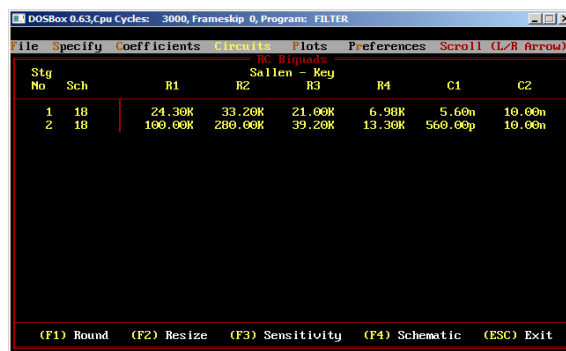 DOSBox 0.63,Cpu Cycles: 3000, Frameskip 0, Program: FILTER
File Specify Coefficients Circuits Plots Preferences Scroll (L/R Arrow)
RC Biquads
Stg Sallen - Key
No Sch R1 R2 R3 R4 C1 C2
1 18 24.30K 33.20K 21.00K 6.98K 5.60n 10.00n
2 18 100.00K 280.00K 39.20K 13.30K 560.00p 10.00n
(F1) Round (F2) Resize (F3) Sensitivity (F4) Schematic (ESC) Exit